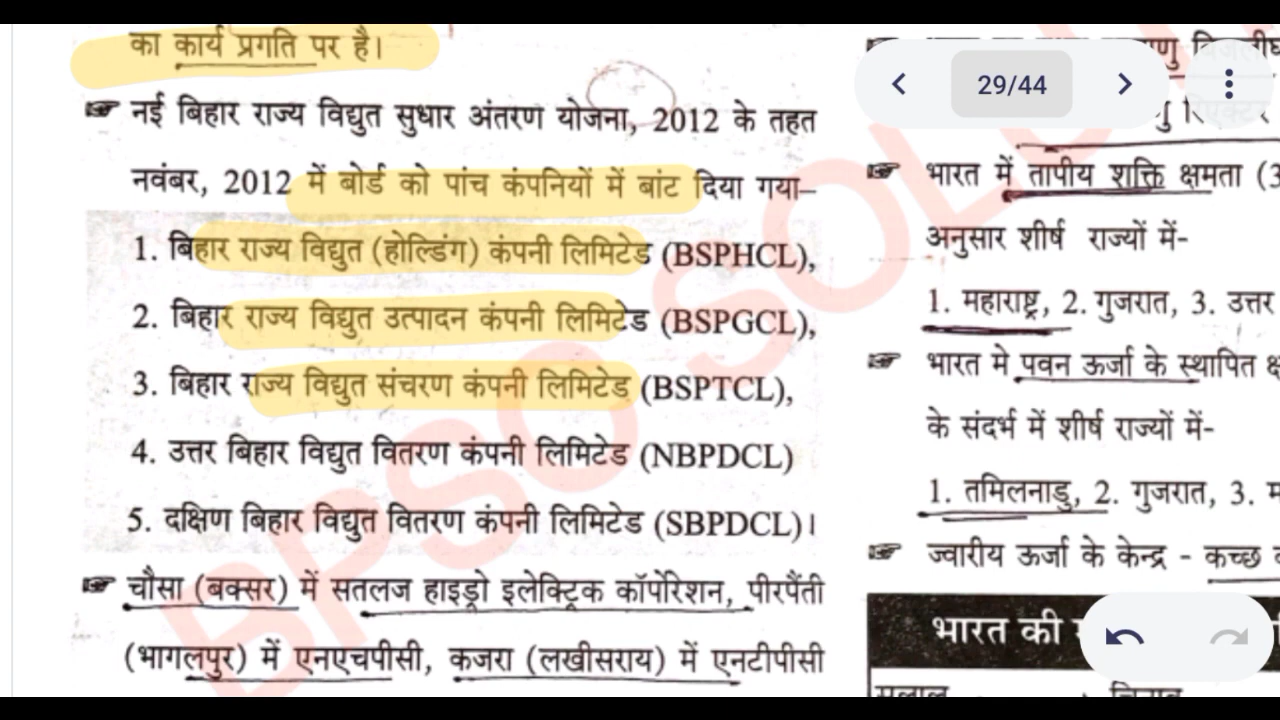 का कार्य प्रगति पर है।
नई बिहार राज्य विद्युत सुधार अंतरण योजना, 2012 के तहत
नवंबर, 2012 में बोर्ड को पांच कंपनियों में बांट दिया गया–
1. बिहार राज्य विद्युत (होल्डिंग) कंपनी लिमिटेड (BSPHCL),
2. बिहार राज्य विद्युत उत्पादन कंपनी लिमिटेड (BSPGCL),
3. बिहार राज्य विद्युत संचरण कंपनी लिमिटेड (BSPTCL),
4. उत्तर बिहार विद्युत वितरण कंपनी लिमिटेड (NBPDCL)
5. दक्षिण बिहार विद्युत वितरण कंपनी लिमिटेड (SBPDCL)।
चौसा (बक्सर) में सतलज हाइड्रो इलेक्ट्रिक कॉर्पोरेशन, पीरपैंती
(भागलपुर) में एनएचपीसी, कजरा (लखीसराय) में एनटीपीसी
29/44
भारत में तापीय शक्ति क्षमता (3
अनुसार शीर्ष राज्यों में-
1. महाराष्ट्र, 2. गुजरात, 3. उत्तर
भारत मे पवन ऊर्जा के स्थापित
के संदर्भ में शीर्ष राज्यों में-
1. तमिलनाडु, 2. गुजरात, 3.
ज्वारीय ऊर्जा के केन्द्र - कच्छ
भारत की
BPSC SOLU